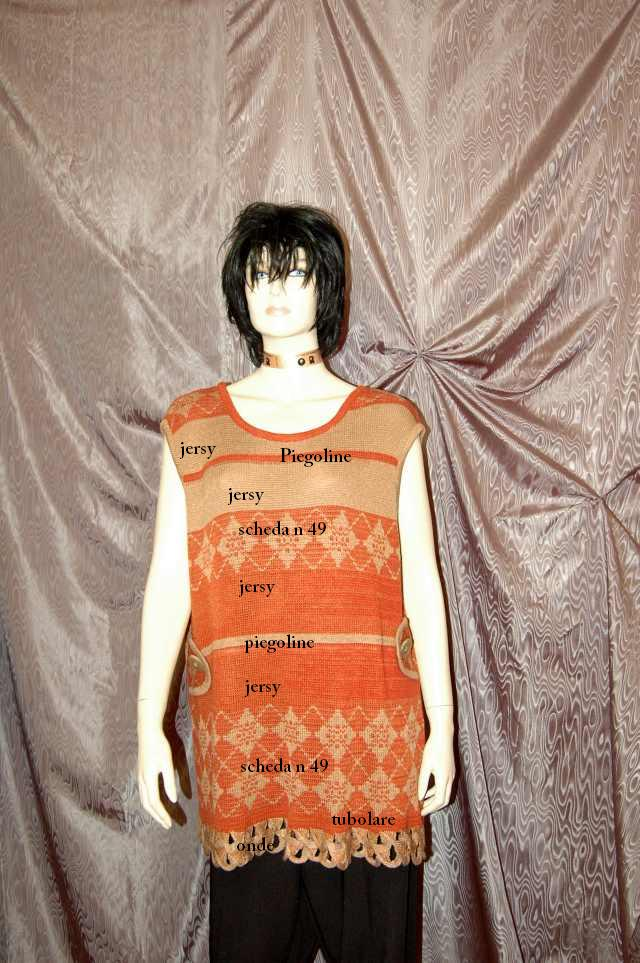 jersy
Piegoline
jersy
scheda n 49
jersy
piegoline
jersy
scheda n 49
tubolare
onde